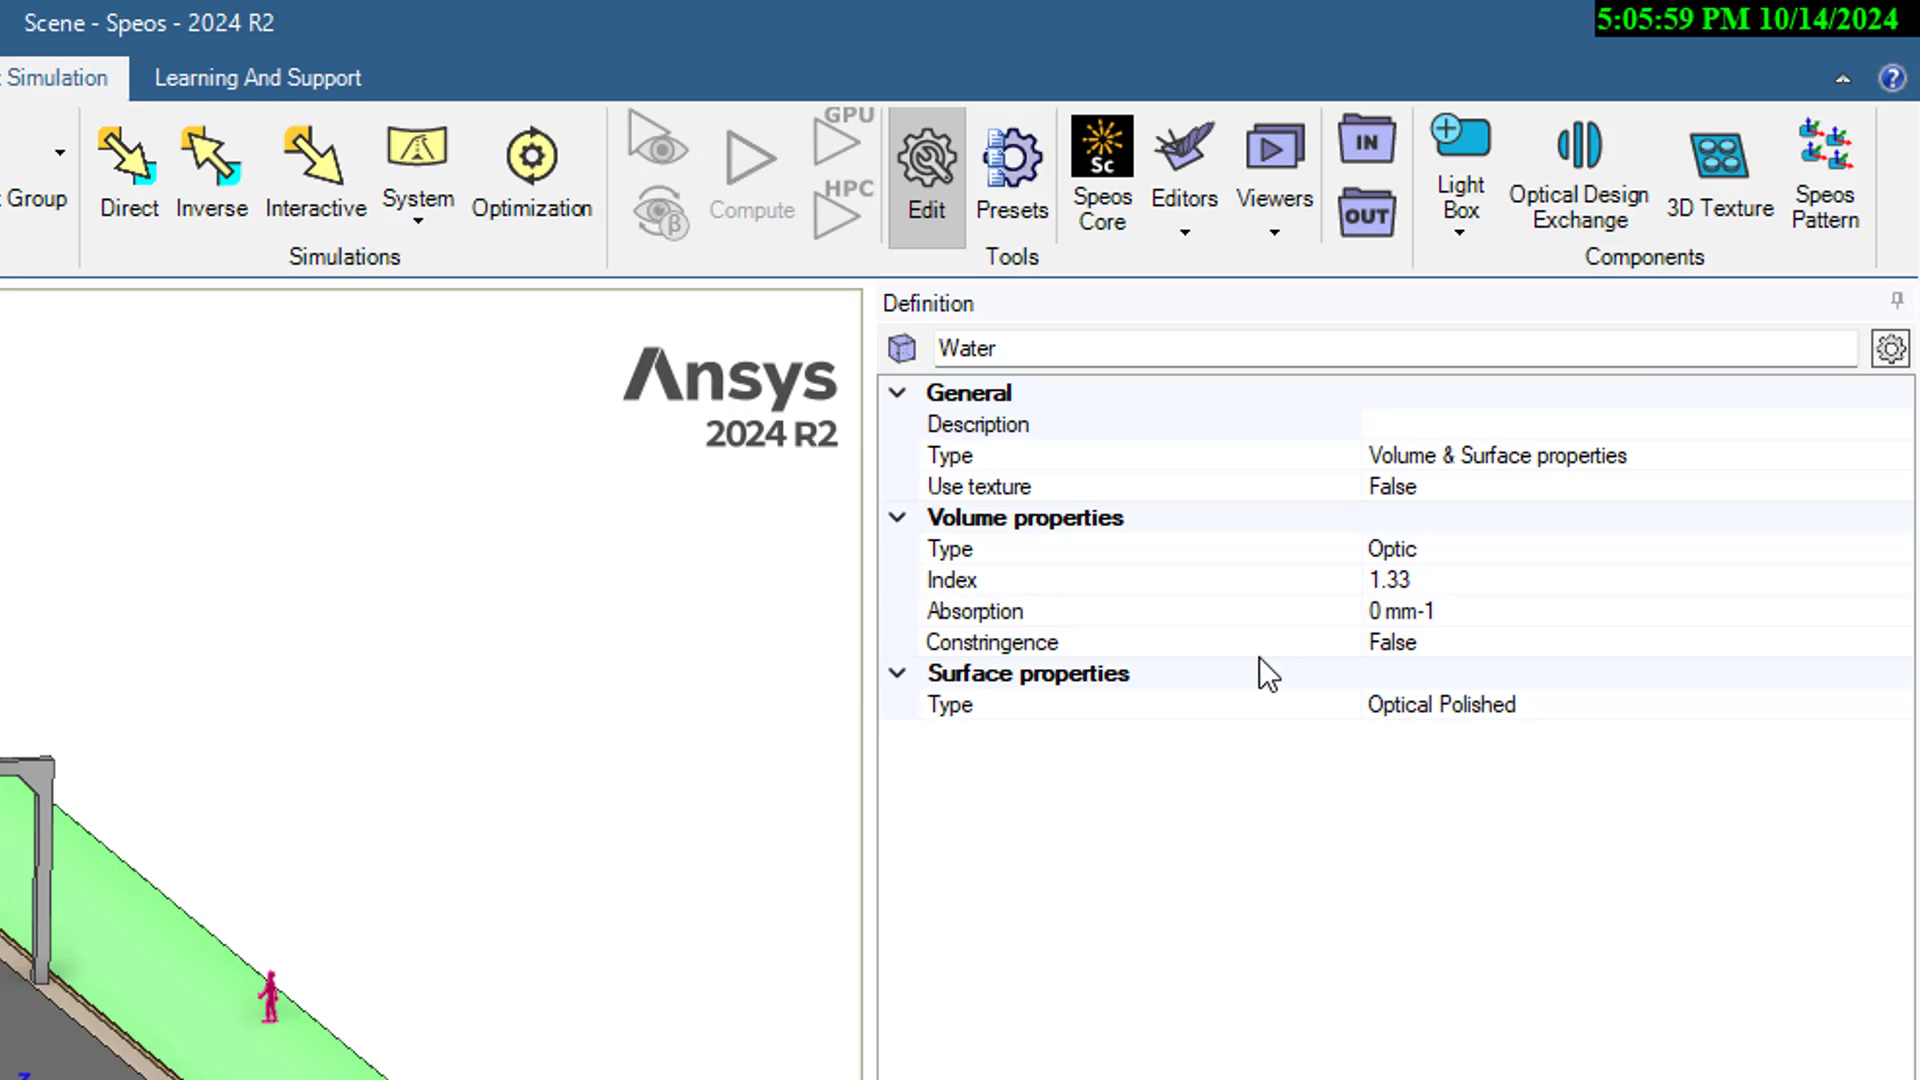 Scene - Speos - 2024 R2
5:05:59 PM 10/14/2024
Simulation
Learning And Support
Group
Direct
Inverse
Interactive
System
Optimization
Simulations
Compute
GPU
HPC
Edit
Presets
Sc
Speos
Core
Editors
Viewers
Tools
IN
OUT
Light
Box
Optical Design
Exchange
3D Texture
Speos
Pattern
Components
Ansys
2024 R2
Definition
Water
General
Description
Type Volume & Surface properties
Use texture False
Volume properties
Type Optic
Index 1.33
Absorption 0 mm-1
Constringence False
Surface properties
Type Optical Polished